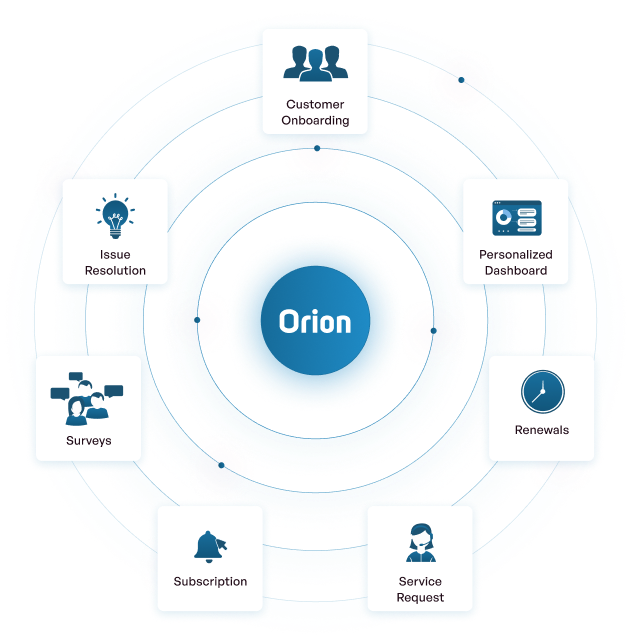 Customer
Onboarding
Issue
Resolution
Personalized
Dashboard
Orion
Surveys
Renewals
Subscription
Service
Request